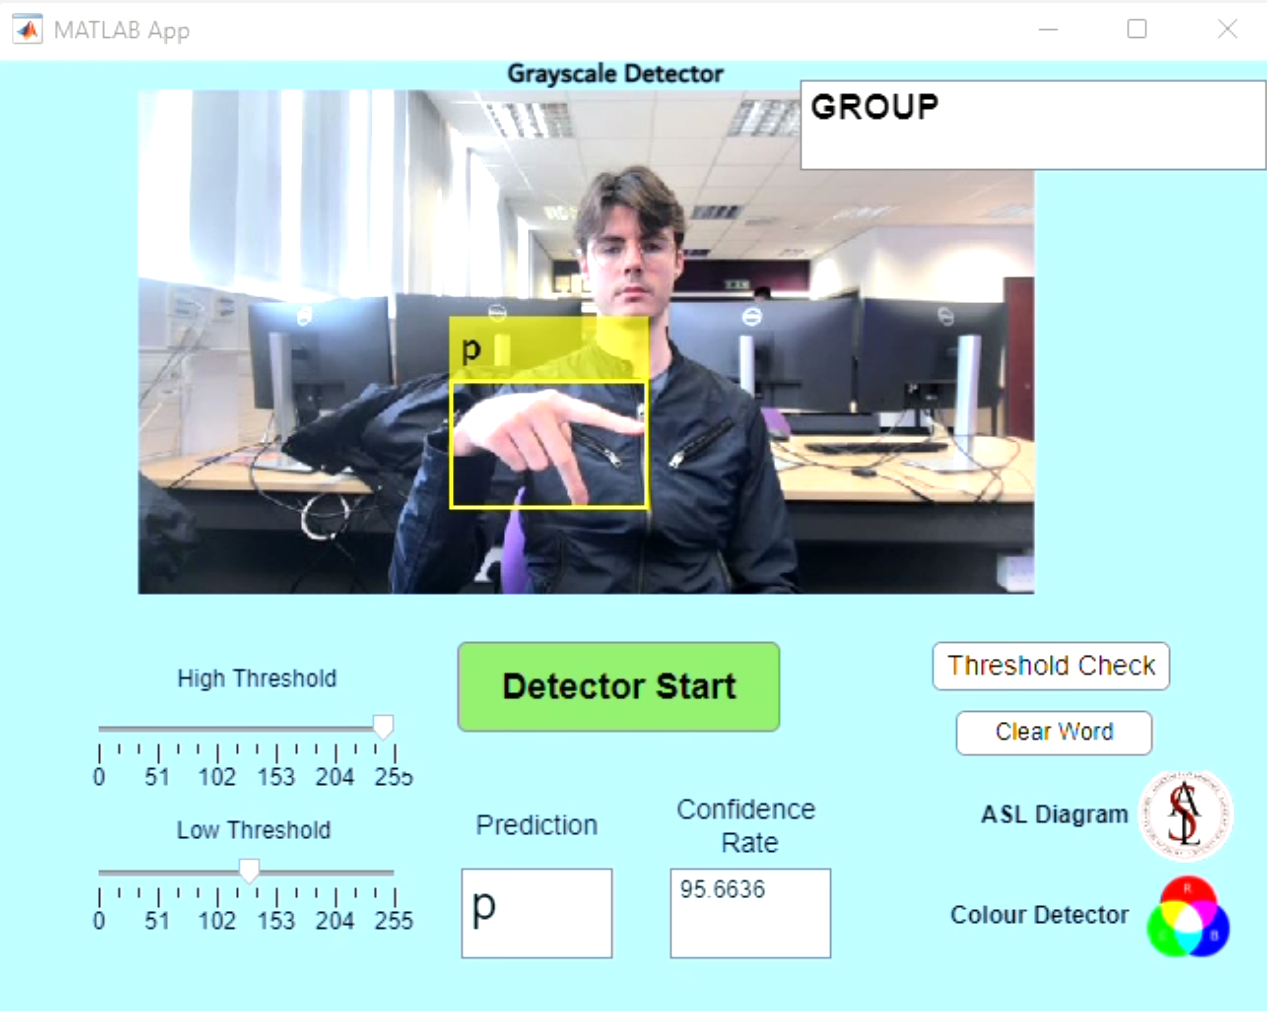 MATLAB App
Grayscale Detector
GROUP
p
High Threshold
0 51 102 153 204 255
Low Threshold
0 51 102 153 204 255
Detector Start
Prediction
p
Confidence
Rate
95.6636
Threshold Check
Clear Word
ASL Diagram
ASL
Colour Detector
R
B